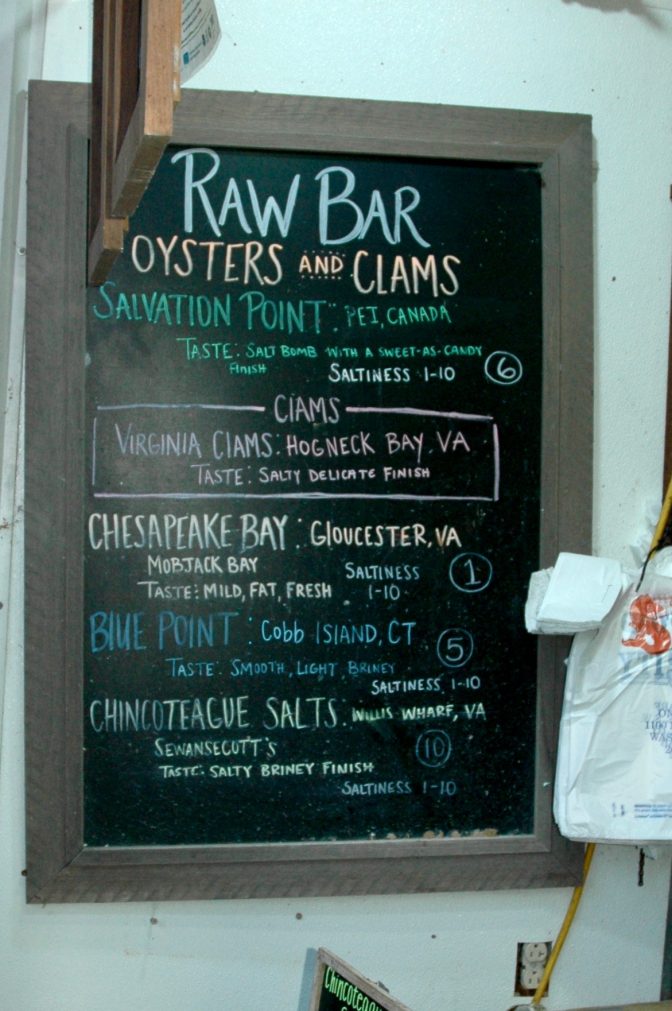 RAW BAR
OYSTERS AND CLAMS
SALVATION POINT: PEI, CANADA
TASTE: SALT BOMB WITH A SWEET-AS-CANDY
FINISH
SALTINESS 1-10 6
CLAMS
VIRGINIA CLAMS: HOGNECK BAY, VA
TASTE: SALTY DELICATE FINISH
CHESAPEAKE BAY: GLOUCESTER, VA
MOBJACK BAY
TASTE: MILD, FAT, FRESH
SALTINESS
1-10
1
BLUE POINT: Cobb ISLAND, CT
TASTE: SMOOTH, LIGHT, BRINEY
5
SALTINESS 1-10
CHINCOTEAGUE SALTS: WILLIS WHARF, VA
SEWANSECOTT'S
TASTE: SALTY BRINEY FINISH
10
SALTINESS 1-10
Chincoteague